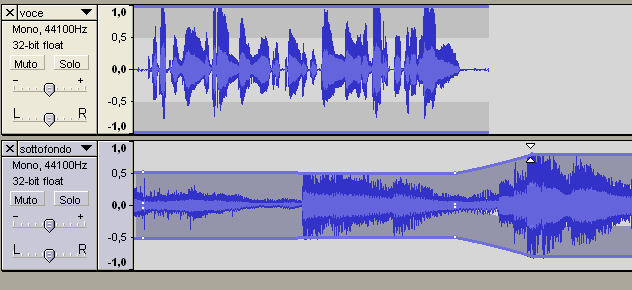 voce
Mono, 44100Hz
32-bit float
Muto Solo
- +
L R
1,0
0,5
0,0
-0,5
-1,0
sottofondo
Mono, 44100Hz
32-bit float
Muto Solo
- +
L R
1,0
0,5
0,0
-0,5
-1,0